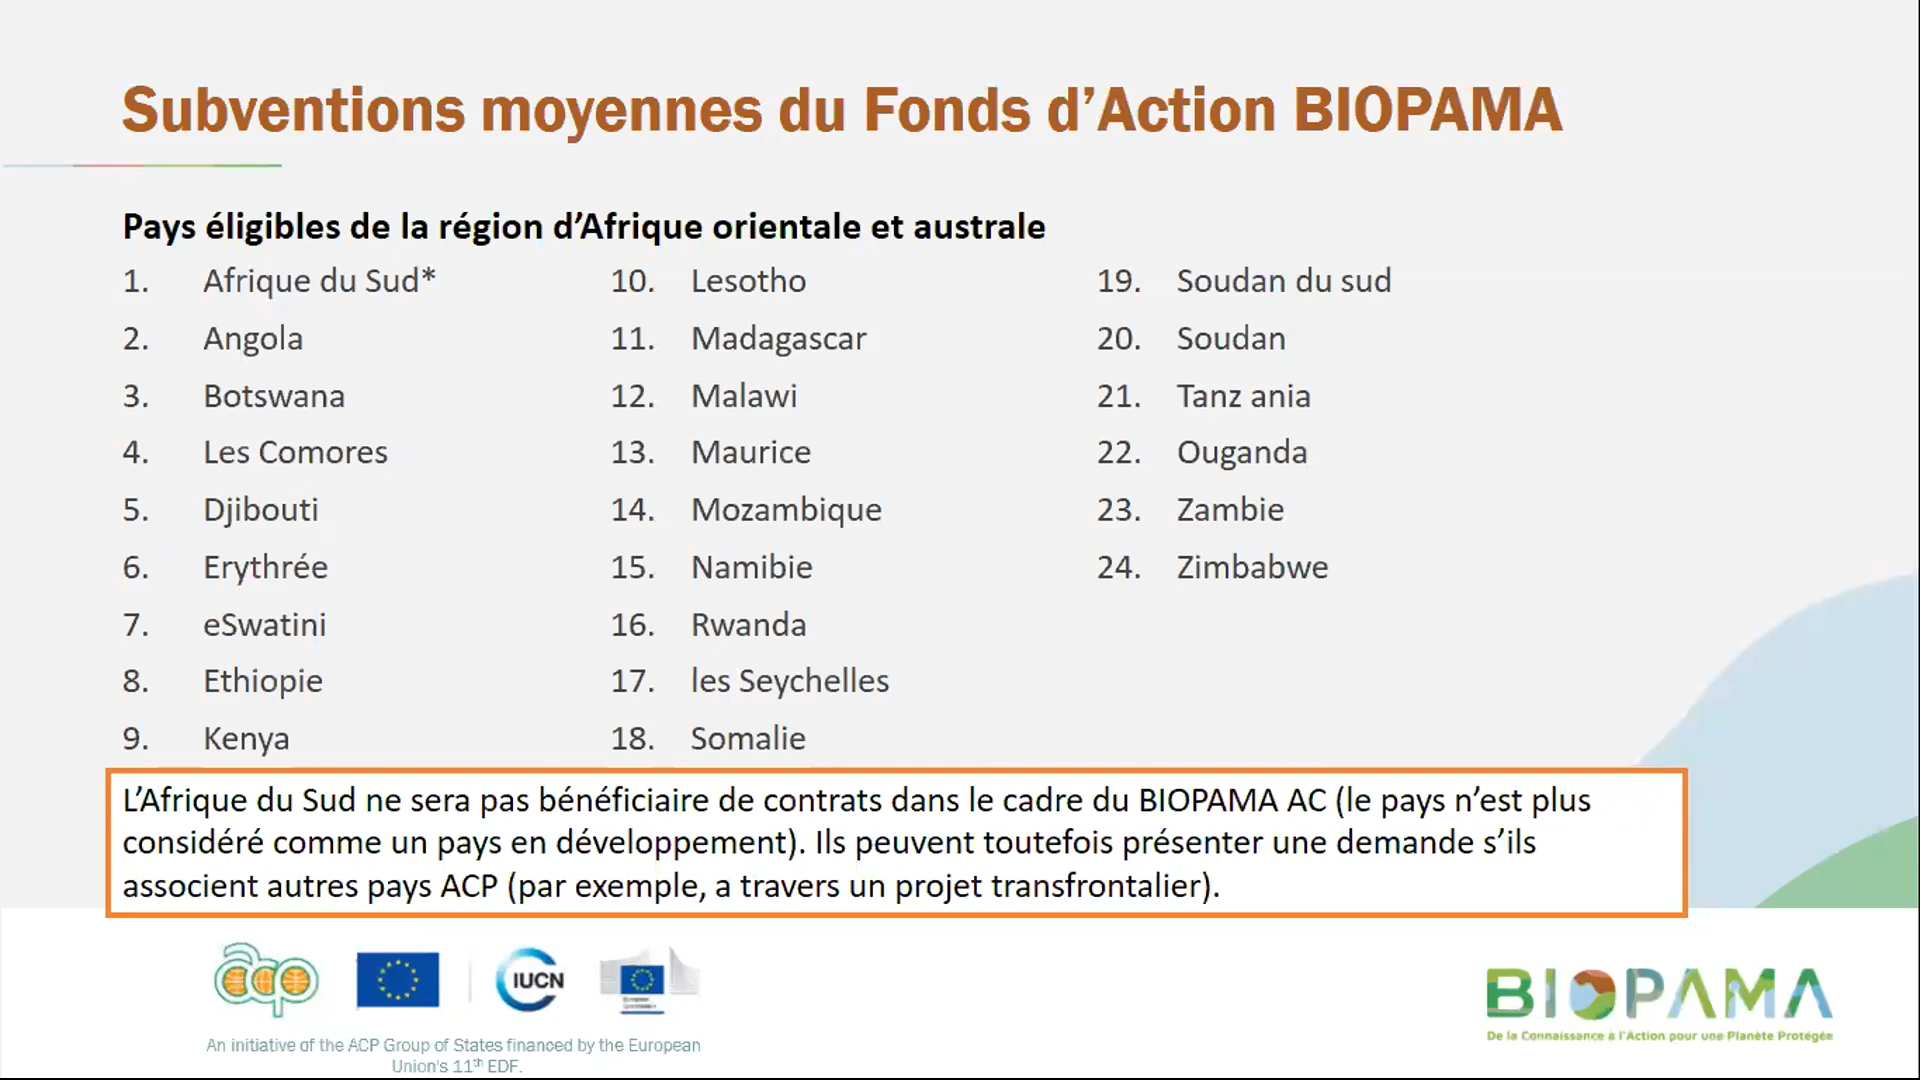 Subventions moyennes du Fonds d’Action BIOPAMA
Pays éligibles de la région d’Afrique orientale et australe
1. Afrique du Sud*
2. Angola
3. Botswana
4. Les Comores
5. Djibouti
6. Erythrée
7. eSwatini
8. Ethiopie
9. Kenya
10. Lesotho
11. Madagascar
12. Malawi
13. Maurice
14. Mozambique
15. Namibie
16. Rwanda
17. les Seychelles
18. Somalie
19. Soudan du sud
20. Soudan
21. Tanz ania
22. Ouganda
23. Zambie
24. Zimbabwe
L’Afrique du Sud ne sera pas bénéficiaire de contrats dans le cadre du BIOPAMA AC (le pays n’est plus
considéré comme un pays en développement). Ils peuvent toutefois présenter une demande s’ils
associent autres pays ACP (par exemple, a travers un projet transfrontalier).
acp
IUCN
European
Commission
An initiative of the ACP Group of States financed by the European
Union's 11th EDF.
BIOPAMA
De la Connaissance à l'Action pour une Planète Protégée